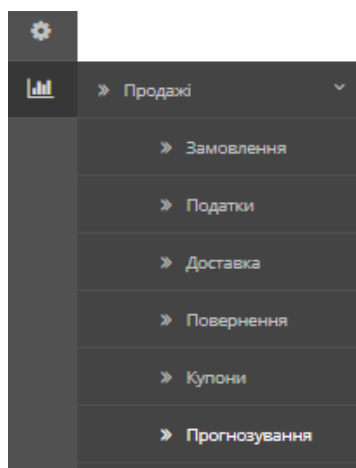 Продажі
Замовлення
Податки
Доставка
Повернення
Купони
Прогнозування